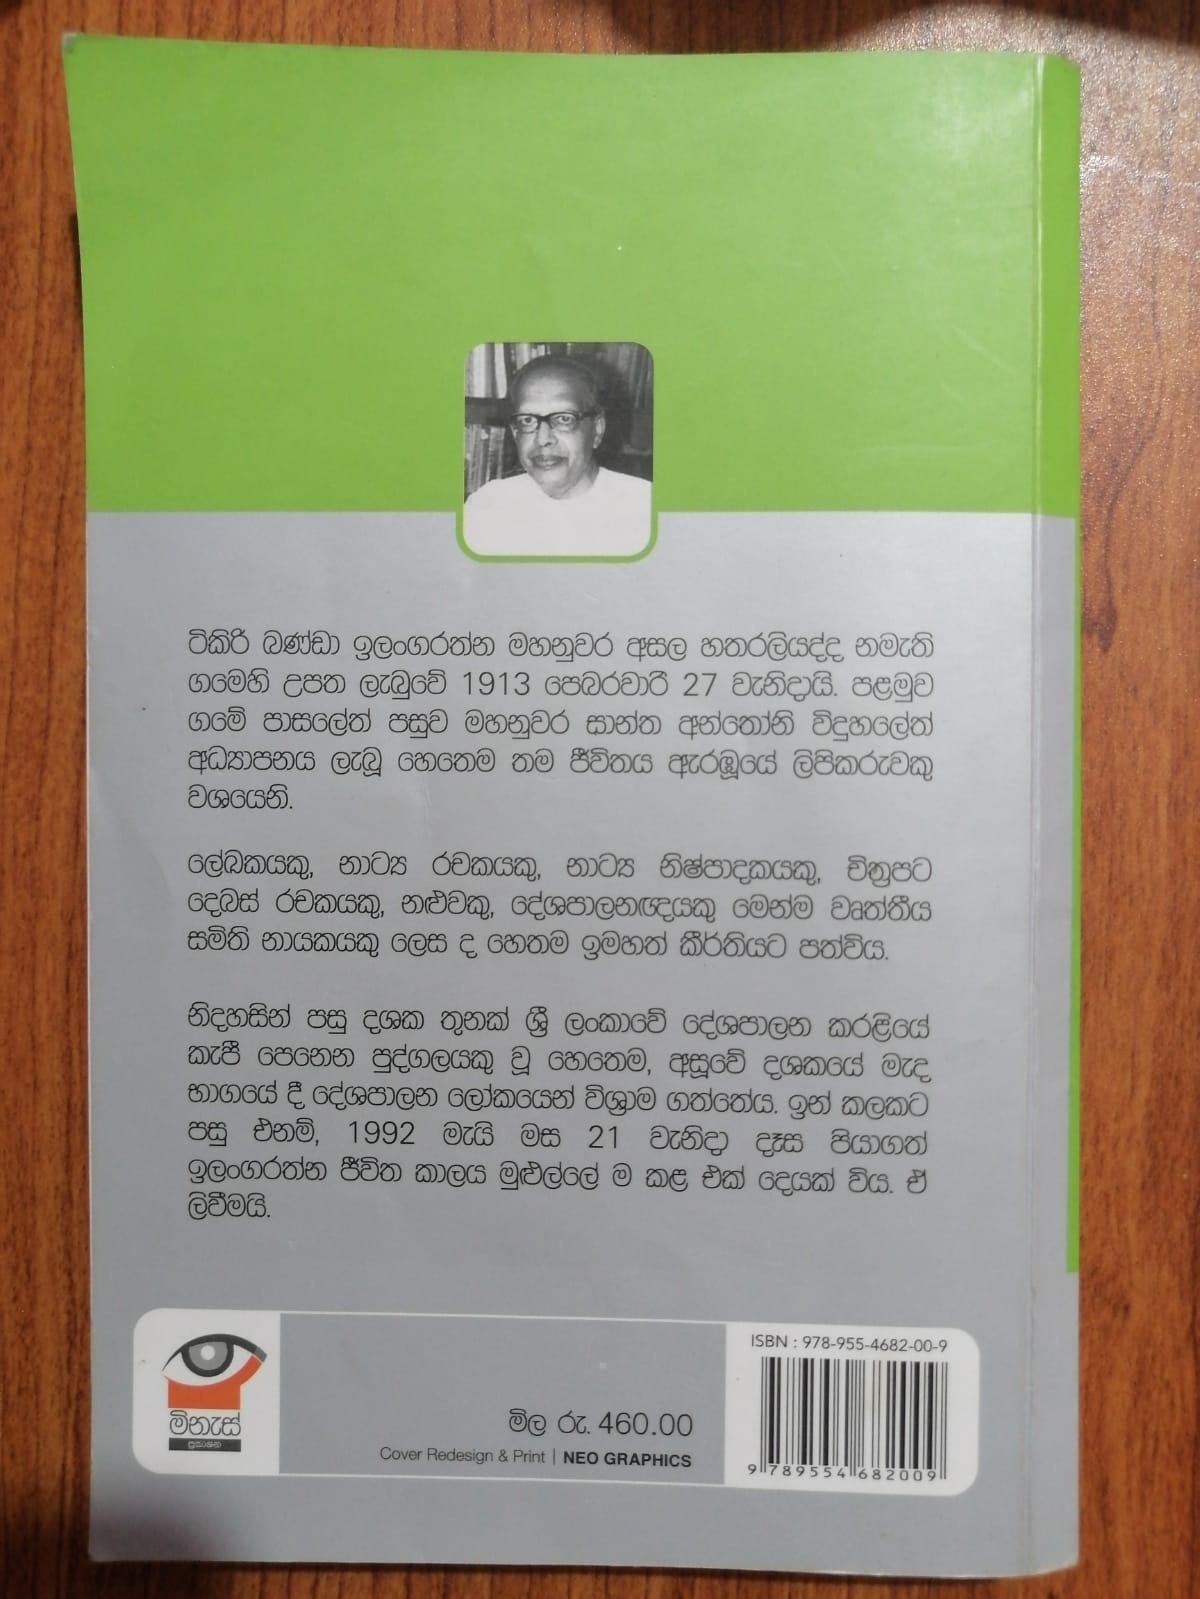 ටිකිරි බණ්ඩා ඉලංගරත්න මහනුවර අසල හතරලියද්ද නමැති
ගමෙහි උපත ලැබුවේ 1913 පෙබරවාරි 27 වැනිදායි. පළමුව
ගමේ පාසලේත් පසුව මහනුවර සාන්ත අන්තෝනි විදුහලේත්
අධ්‍යාපනය ලැබූ හෙතෙම තම ජීවිතය ඇරඹූයේ ලිපිකරුවකු
වශයෙනි.
ලේඛකයකු, නාට්‍ය රචකයකු, නාට්‍ය නිෂ්පාදකයකු, චිත්‍රපට
දෙබස් රචකයකු, නළුවකු, දේශපාලනඥයකු මෙන්ම වෘත්තීය
සමිති නායකයකු ලෙස ද හෙතම ඉමහත් කීර්තියට පත්විය.
නිදහසින් පසු දශක තුනක් ශ්‍රී ලංකාවේ දේශපාලන කරළියේ
කැපී පෙනෙන පුද්ගලයකු වූ හෙතෙම, අසූවේ දශකයේ මැද
භාගයේ දී දේශපාලන ලෝකයෙන් විශ්‍රාම ගත්තේය. ඉන් කලකට
පසු එනම්, 1992 මැයි මස 21 වැනිදා දෑස පියාගත්
ඉලංගරත්න ජීවිත කාලය මුළුල්ලේ ම කළ එක් දෙයක් විය. ඒ
ලිවීමයි.
මිනැස්
ප්‍රකාශන
මිල රු. 460.00
Cover Redesign & Print | NEO GRAPHICS
ISBN : 978-955-4682-00-9
9 789554 682009